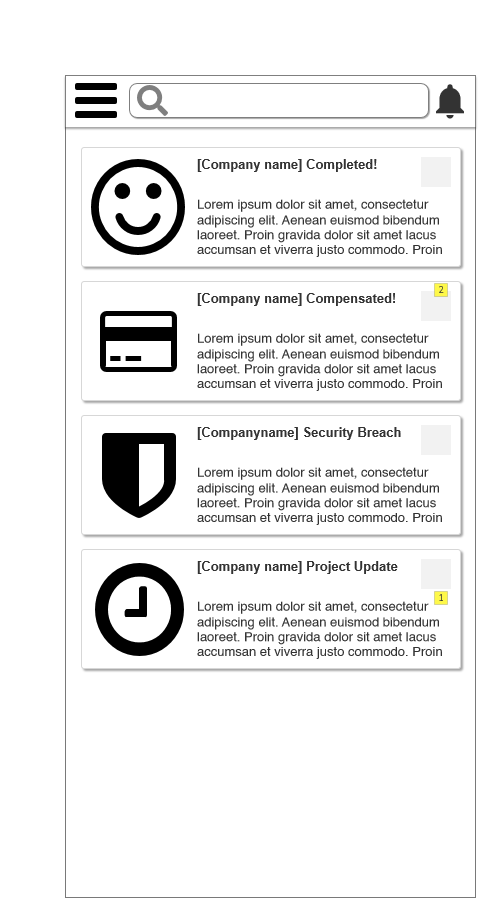 [Company name] Completed!
Lorem ipsum dolor sit amet, consectetur
adipiscing elit. Aenean euismod bibendum
laoreet. Proin gravida dolor sit amet lacus
accumsan et viverra justo commodo. Proin
2
[Company name] Compensated!
Lorem ipsum dolor sit amet, consectetur
adipiscing elit. Aenean euismod bibendum
laoreet. Proin gravida dolor sit amet lacus
accumsan et viverra justo commodo. Proin
[Companyname] Security Breach
Lorem ipsum dolor sit amet, consectetur
adipiscing elit. Aenean euismod bibendum
laoreet. Proin gravida dolor sit amet lacus
accumsan et viverra justo commodo. Proin
[Company name] Project Update
1
Lorem ipsum dolor sit amet, consectetur
adipiscing elit. Aenean euismod bibendum
laoreet. Proin gravida dolor sit amet lacus
accumsan et viverra justo commodo. Proin